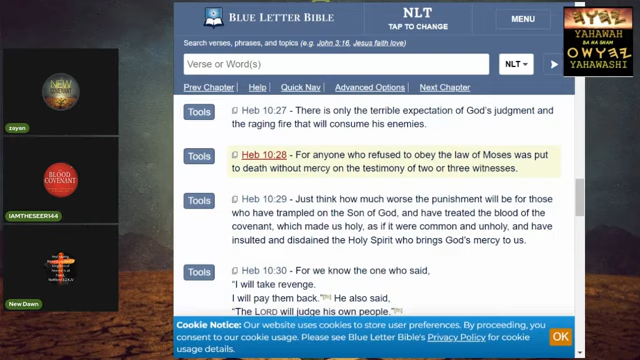 BLUE LETTER BIBLE
NLT
TAP TO CHANGE
MENU
Search verses, phrases, and topics (e.g. John 3:16, Jesus faith love)
Verse or Word(s)
NLT
Prev Chapter
Help
Quick Nav
Advanced Options
Next Chapter
Tools
Heb 10:27 - There is only the terrible expectation of God's judgment and
the raging fire that will consume his enemies.
Tools
Heb 10:28 - For anyone who refused to obey the law of Moses was put
to death without mercy on the testimony of two or three witnesses.
Tools
Heb 10:29 - Just think how much worse the punishment will be for those
who have trampled on the Son of God, and have treated the blood of the
covenant, which made us holy, as if it were common and unholy, and have
insulted and disdained the Holy Spirit who brings God's mercy to us.
Tools
Heb 10:30 - For we know the one who said,
"I will take revenge.
I will pay them back." He also said,
"The LORD will judge his own people."
Cookie Notice: Our website uses cookies to store user preferences. By proceeding, you
consent to our cookie usage. Please see Blue Letter Bible's Privacy Policy for cookie
usage details.
OK
YAHAWAH
BA HA SHAM
YAHAWASHI
NEW
COVENANT
zayan
BLOOD
COVENANT
IAMTHESEER144
New Dawn